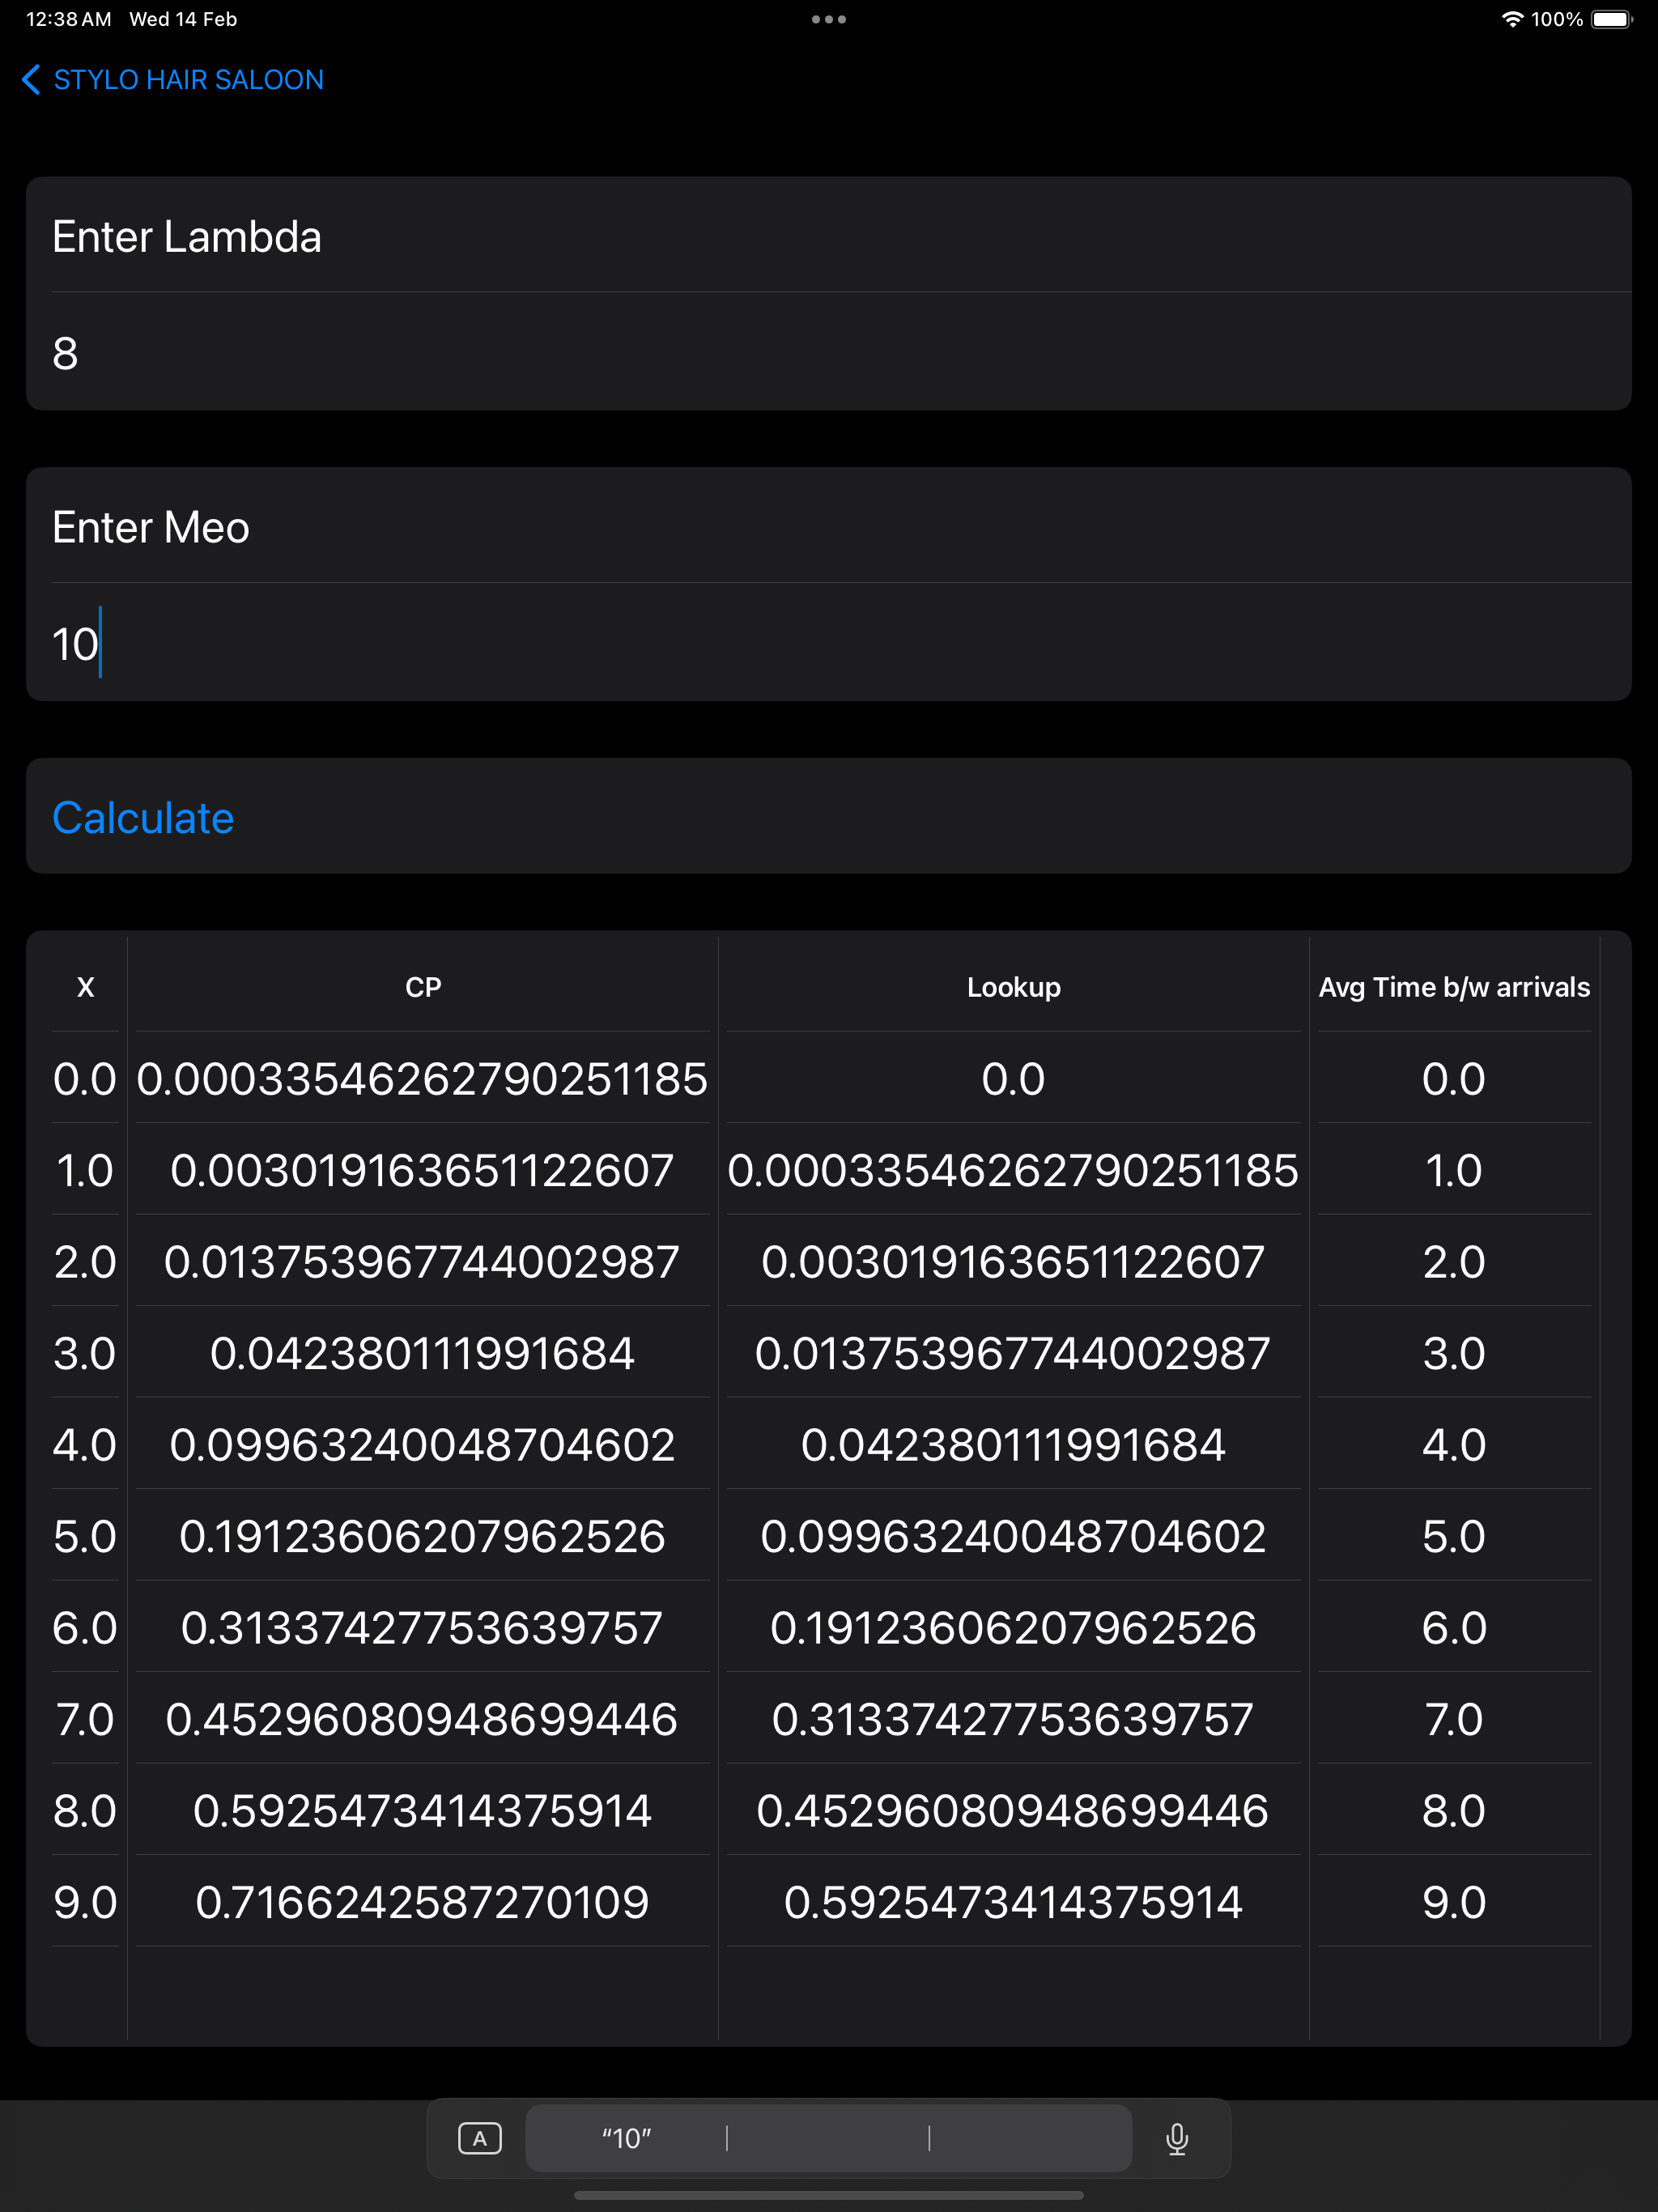 12:38 AM Wed 14 Feb 100%
STYLO HAIR SALOON
Enter Lambda
8
Enter Meo
10
Calculate
X CP Lookup Avg Time b/w arrivals
0.0 0.00033546262790251185 0.0 0.0
1.0 0.003019163651122607 0.00033546262790251185 1.0
2.0 0.013753967744002987 0.003019163651122607 2.0
3.0 0.042380111991684 0.013753967744002987 3.0
4.0 0.09963240048704602 0.042380111991684 4.0
5.0 0.19123606207962526 0.09963240048704602 5.0
6.0 0.31337427753639757 0.19123606207962526 6.0
7.0 0.45296080948699446 0.31337427753639757 7.0
8.0 0.5925473414375914 0.45296080948699446 8.0
9.0 0.7166242587270109 0.5925473414375914 9.0
A “10”